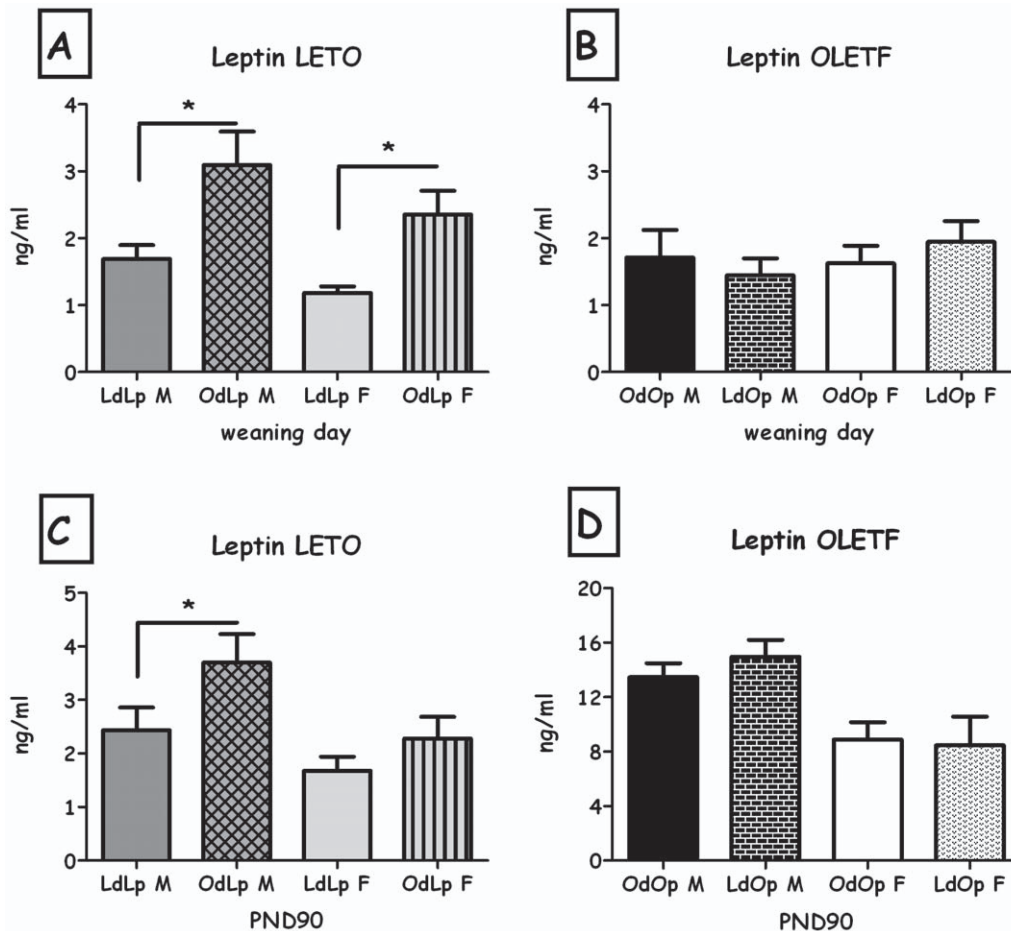 A
Leptin LETO
ng/ml
4
3
2
1
0
*
*
LdLp M OdLp M LdLp F OdLp F
weaning day
B
Leptin OLETF
ng/ml
4
3
2
1
0
OdOp M LdOp M OdOp F LdOp F
weaning day
C
Leptin LETO
ng/ml
5
4
3
2
1
0
*
LdLp M OdLp M LdLp F OdLp F
PND90
D
Leptin OLETF
ng/ml
20
16
12
8
4
0
OdOp M LdOp M OdOp F LdOp F
PND90